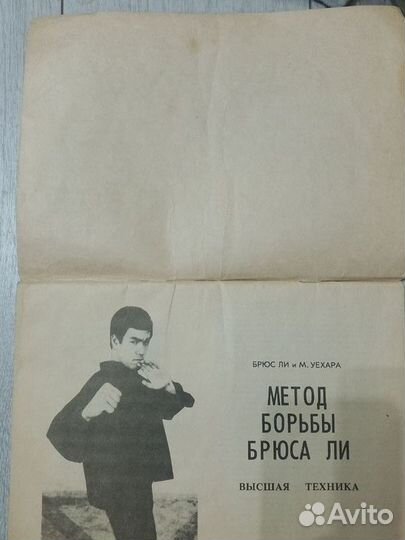 БРЮС ЛИ и М. УЕХАРА
МЕТОД
БОРЬБЫ
БРЮСА ЛИ
ВЫСШАЯ ТЕХНИКА
Avito